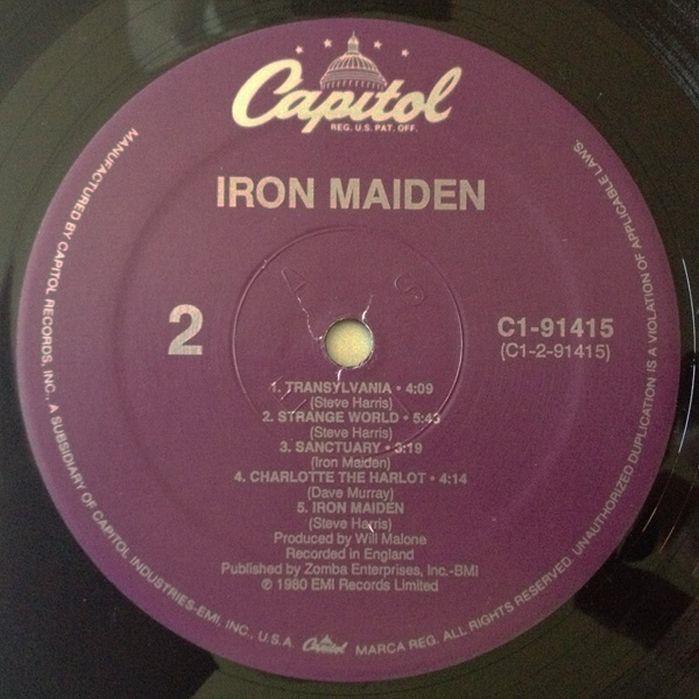 Capitol
REG. U.S. PAT. OFF.
IRON MAIDEN
2
C1-91415
(C1-2-91415)
1. TRANSYLVANIA • 4:09
(Steve Harris)
2. STRANGE WORLD • 5:43
(Steve Harris)
3. SANCTUARY • 3:19
(Iron Maiden)
4. CHARLOTTE THE HARLOT • 4:14
(Dave Murray)
5. IRON MAIDEN
(Steve Harris)
Produced by Will Malone
Recorded in England
Published by Zomba Enterprises, Inc.-BMI
℗ 1980 EMI Records Limited
MANUFACTURED BY CAPITOL RECORDS, INC., A SUBSIDIARY OF CAPITOL INDUSTRIES-EMI, INC., U.S.A. Capitol MARCA REG. ALL RIGHTS RESERVED. UNAUTHORIZED DUPLICATION IS A VIOLATION OF APPLICABLE LAWS.